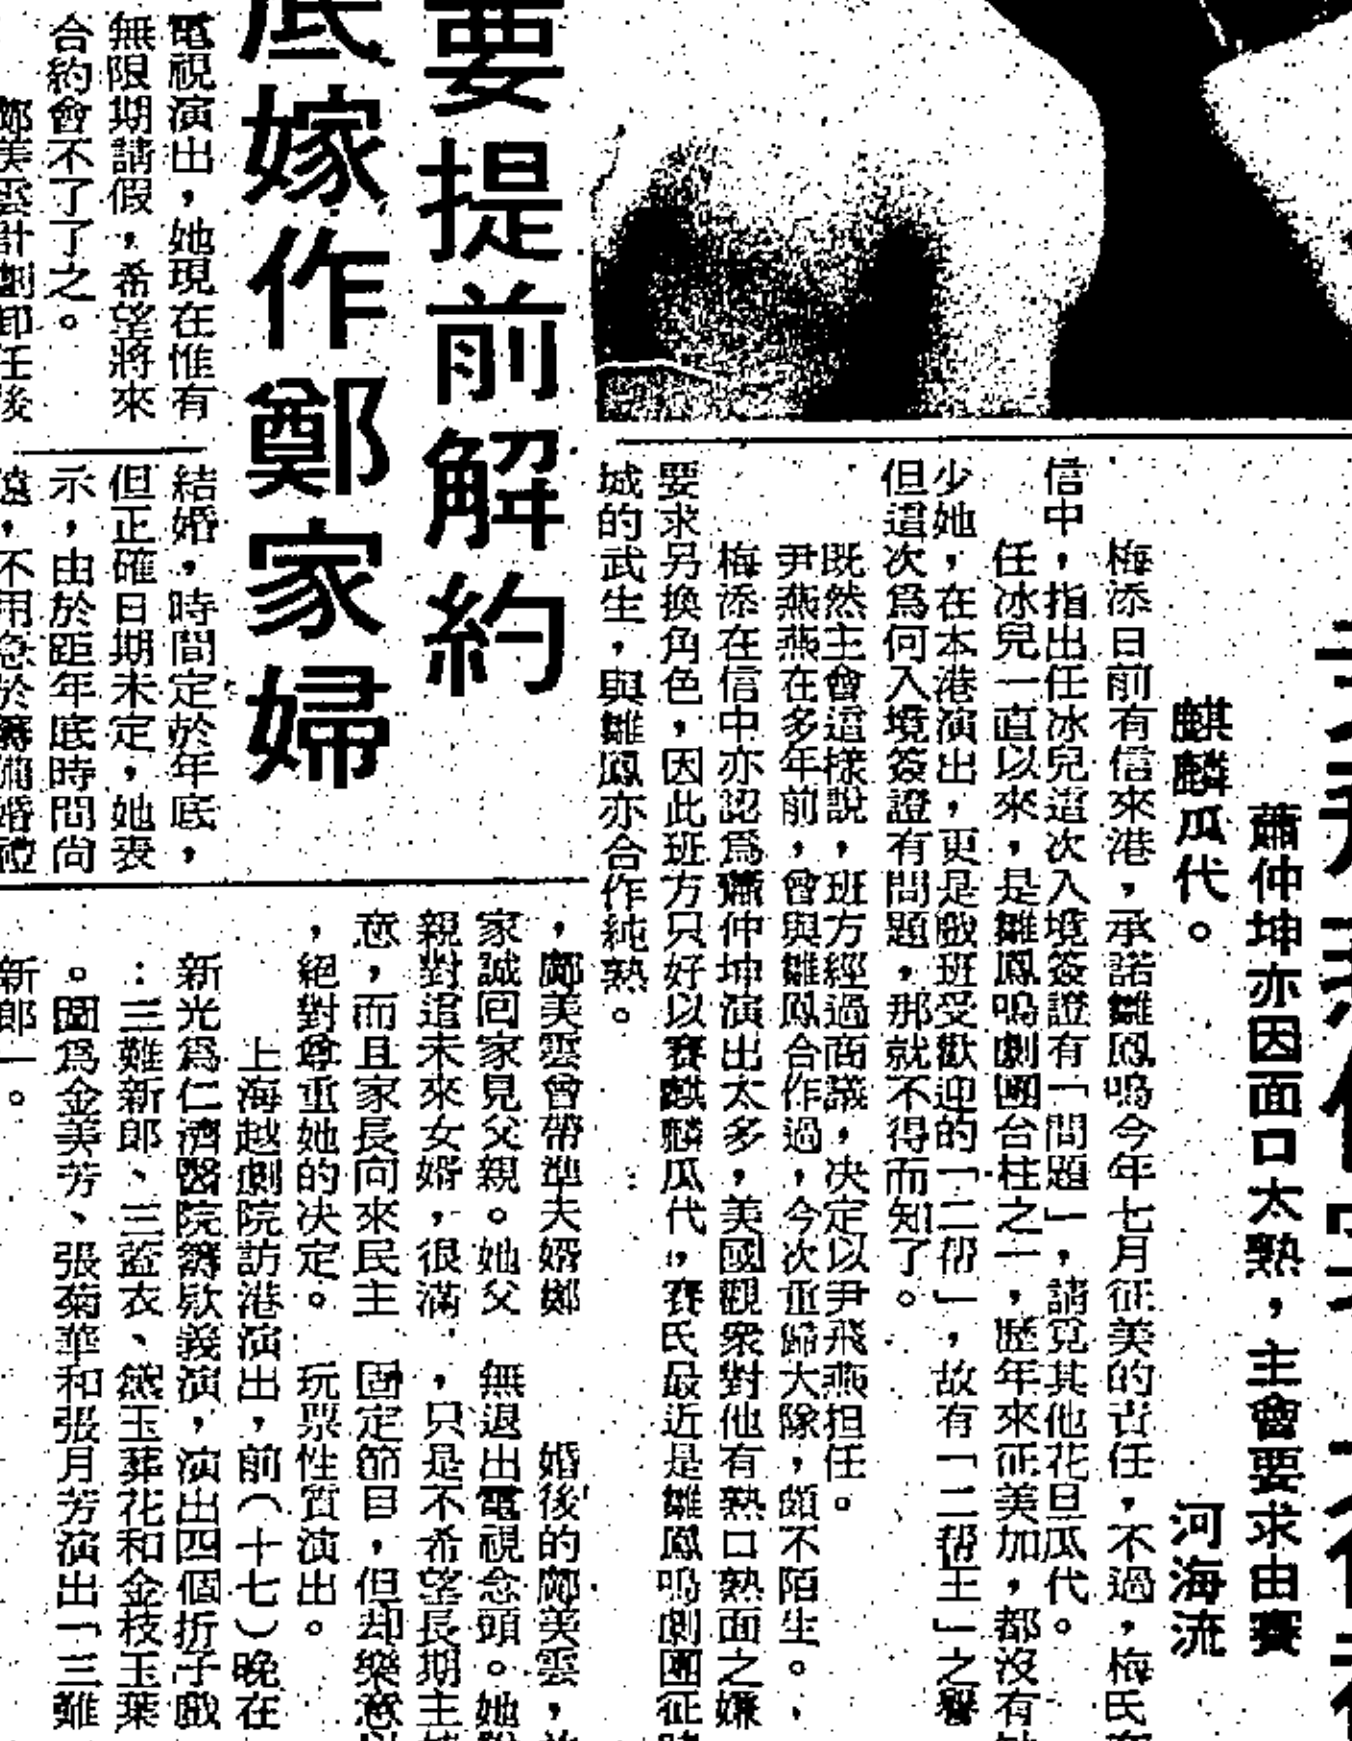 蕭仲坤亦因面口太熟，主會要求由賽
麒麟瓜代。
河海流
梅添日前有信來港，承諾雛鳳鳴今年七月征美的責任，不過，梅氏在
信中，指出任冰兒這次入境簽證有「問題」，請覓其他花旦瓜代。
任冰兒一直以來，是雛鳳鳴劇團台柱之一，歷年來征美加，都沒有
少她，在本港演出，更是戲班受歡迎的「二幫」，故有「二幫王」之譽
但這次為何入境簽證有問題，那就不得而知了。
既然主會這樣說，班方經過商議，决定以尹飛燕担任。
尹燕燕在多年前，曾與雛鳳合作過，今次重歸大隊，頗不陌生。
梅添在信中亦認為蕭仲坤演出太多，美國觀眾對他有熟口熟面之嫌
要求另換角色，因此班方只好以賽麒麟瓜代，賽氏最近是雛鳳鳴劇團征
城的武生，與雛鳳亦合作純熟。
要提前解約
底嫁作鄭家婦
電視演出，她現在惟有
無限期請假，希望將來
合約會不了了之。
鄺美雲計劃卸任後
結婚，時間定於年底，
但正確日期未定，她表
示，由於距年底時間尚
遠，不用急於籌備婚禮
，鄺美雲曾帶準夫婿鄭
家誠回家見父親。她父
親對這未來女婿，很滿
意，而且家長向來民主
，絕對尊重她的决定。
婚後的鄺美雲，
無退出電視念頭。她
，只是不希望長期主
固定節目，但却樂意以
玩票性質演出。
上海越劇院訪港演出，前（十七）晚在
新光為仁濟醫院籌欵義演，演出四個折子戲
：三難新郎、三蓋衣、黛玉葬花和金枝玉葉
。圖為金美芳、張菊華和張月芳演出「三難
新郎」。